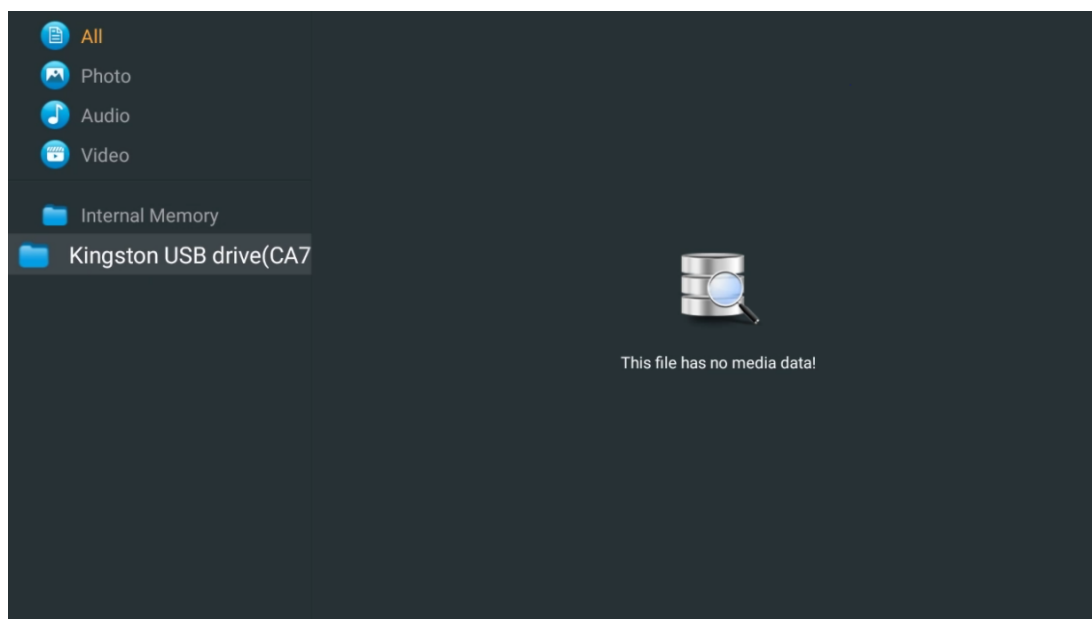 All
Photo
Audio
Video
Internal Memory
Kingston USB drive(CA7
This file has no media data!